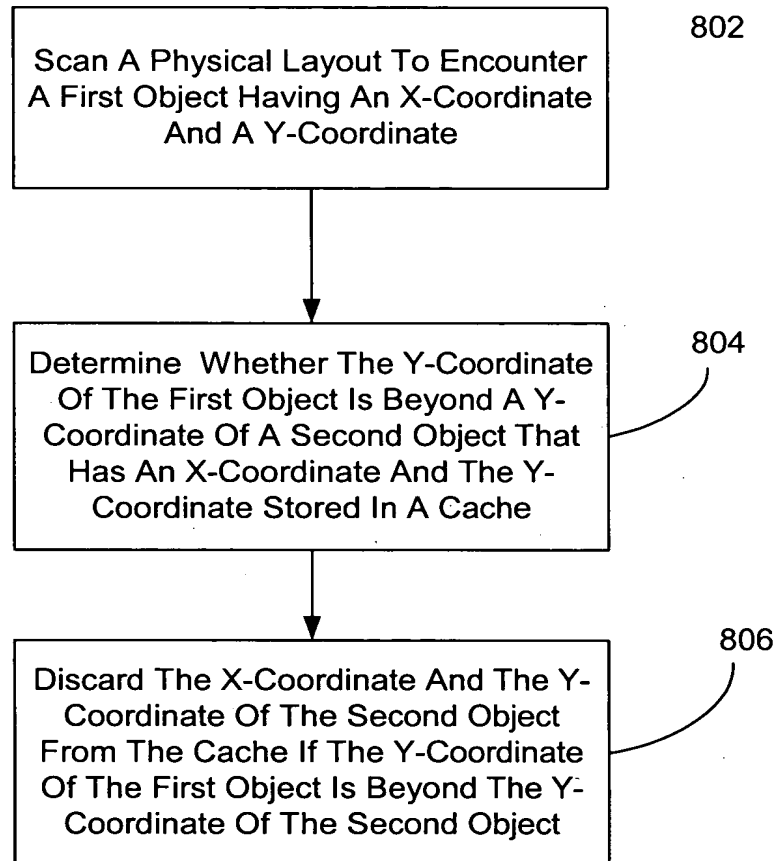 802
Scan A Physical Layout To Encounter
A First Object Having An X-Coordinate
And A Y-Coordinate
804
Determine Whether The Y-Coordinate
Of The First Object Is Beyond A Y-
Coordinate Of A Second Object That
Has An X-Coordinate And The Y-
Coordinate Stored In A Cache
806
Discard The X-Coordinate And The Y-
Coordinate Of The Second Object
From The Cache If The Y-Coordinate
Of The First Object Is Beyond The Y-
Coordinate Of The Second Object